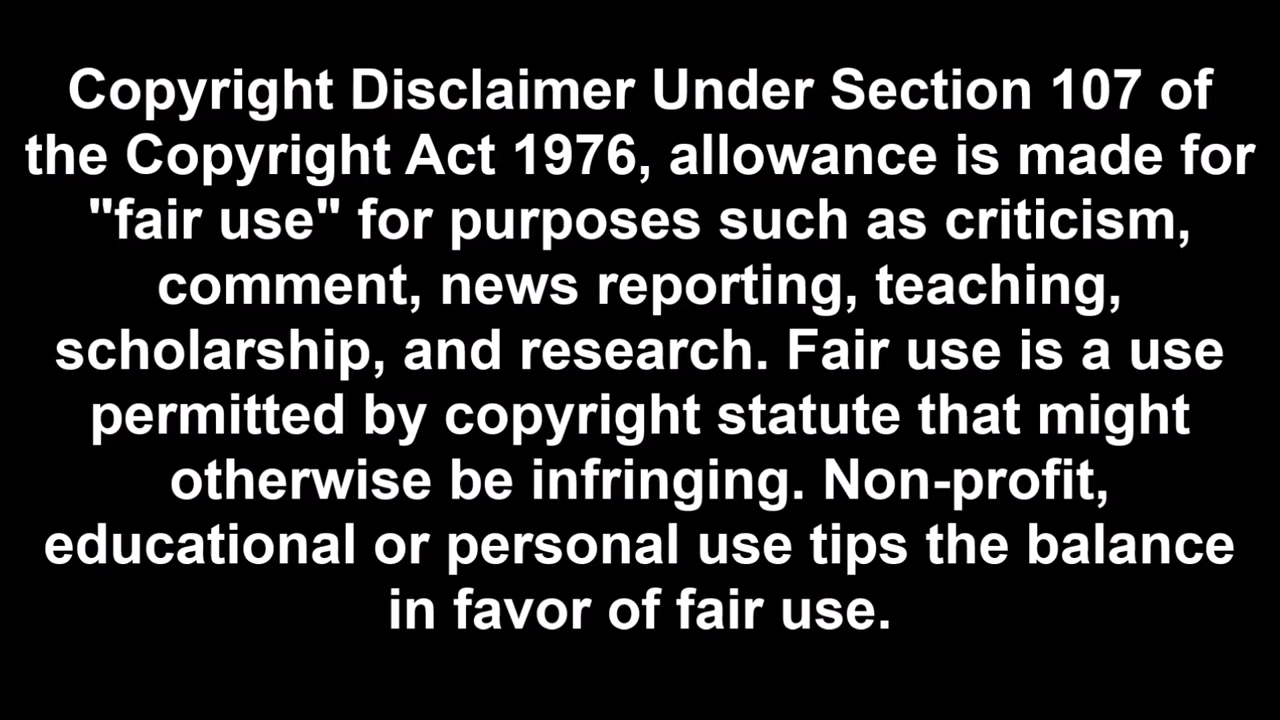 Copyright Disclaimer Under Section 107 of
the Copyright Act 1976, allowance is made for
"fair use" for purposes such as criticism,
comment, news reporting, teaching,
scholarship, and research. Fair use is a use
permitted by copyright statute that might
otherwise be infringing. Non-profit,
educational or personal use tips the balance
in favor of fair use.